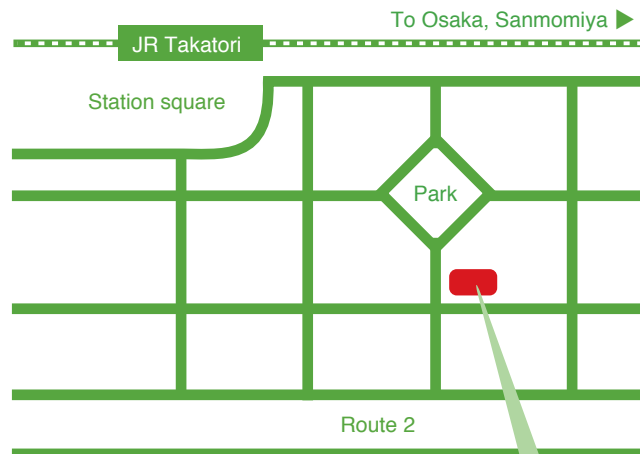 To Osaka, Sanmomiya ▶
JR Takatori
Station square
Park
Route 2